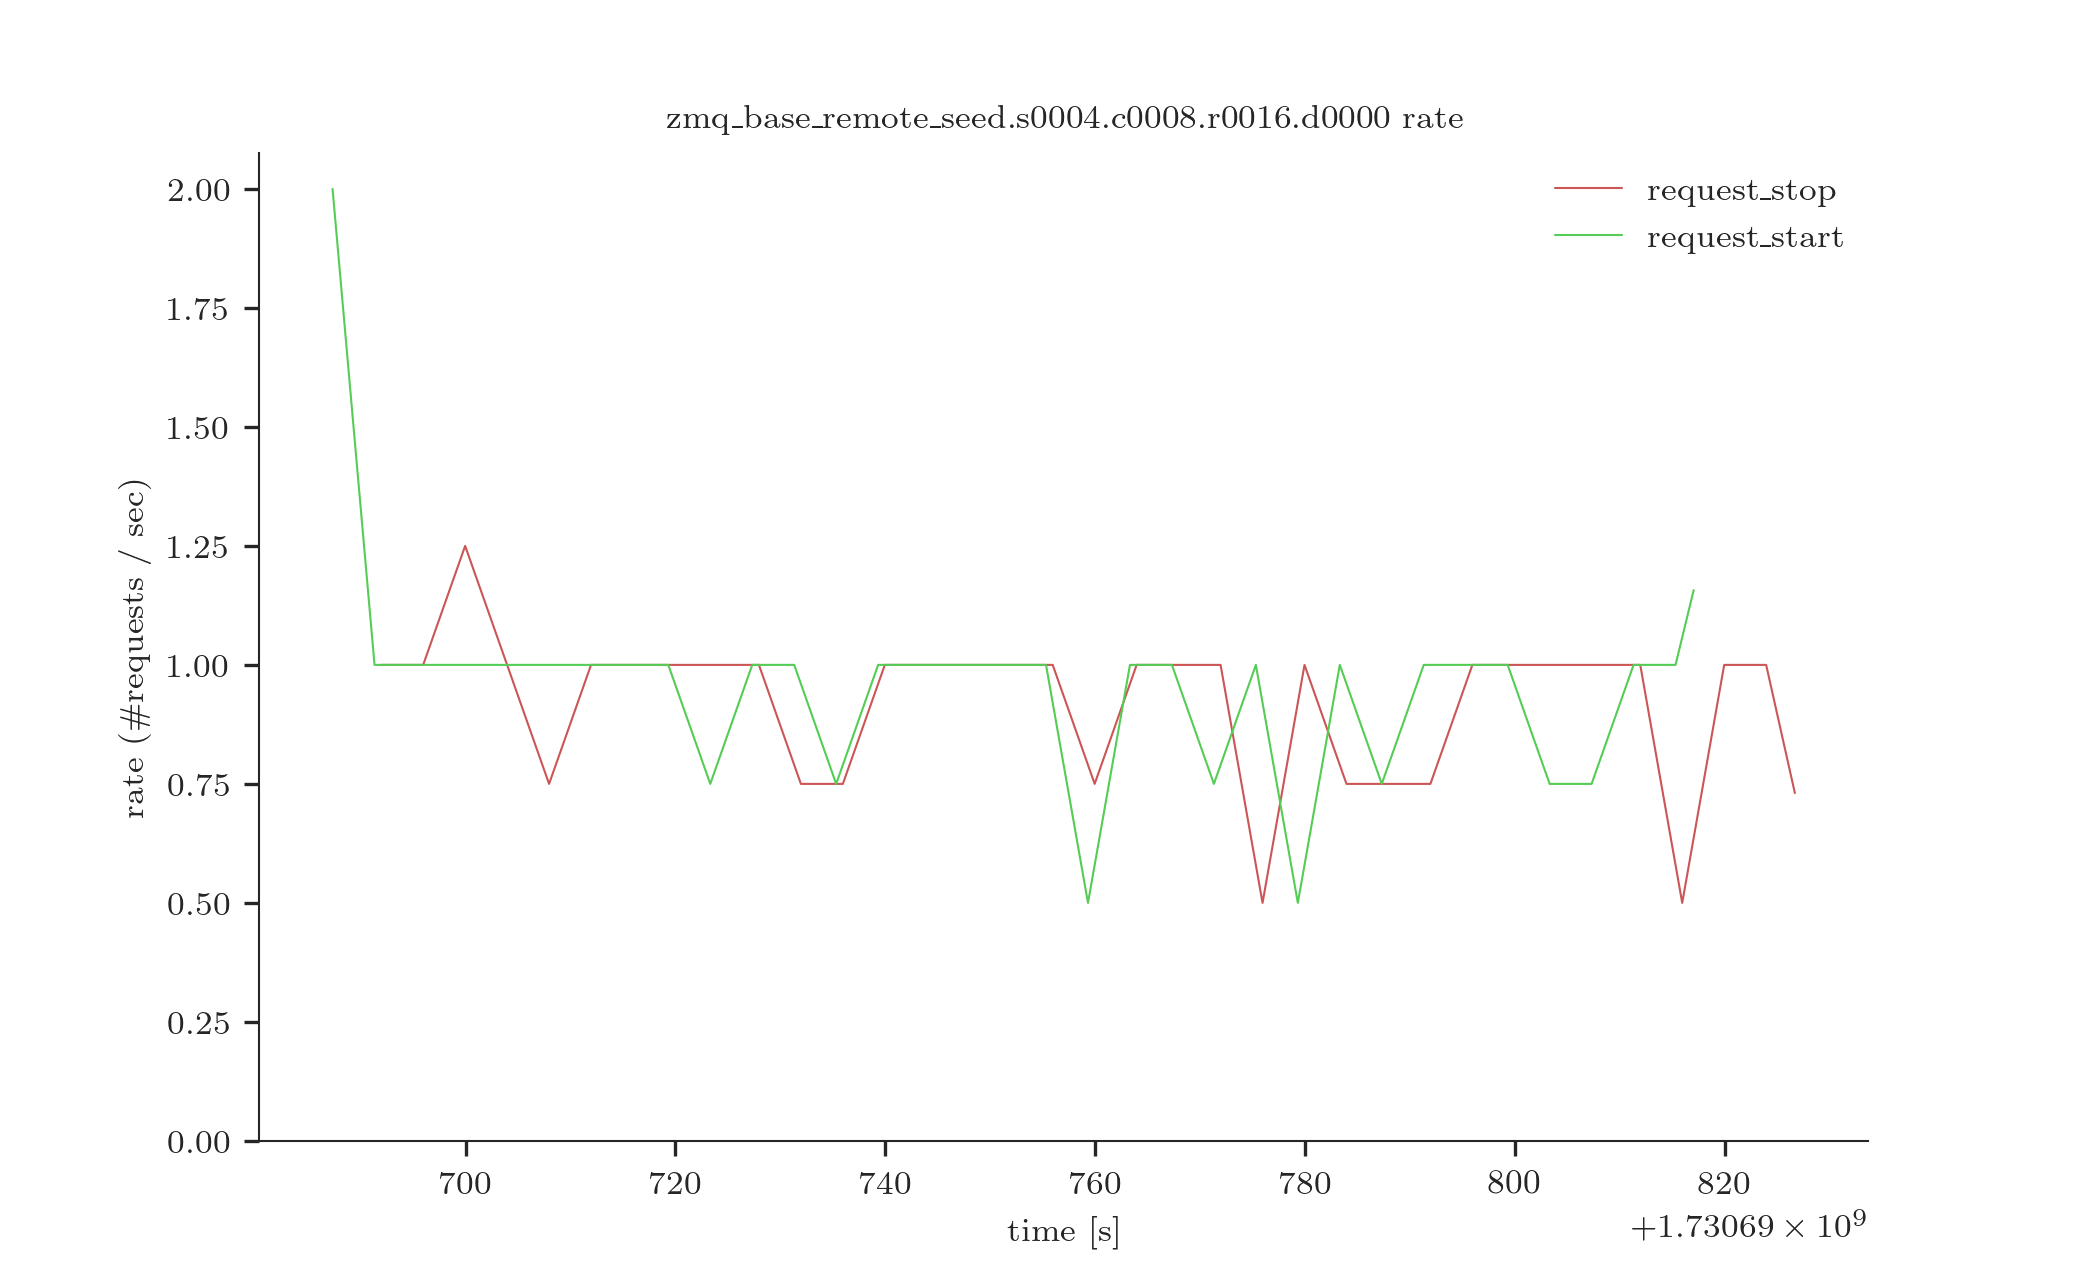 zmq_base_remote_seed.s0004.c0008.r0016.d0000 rate
request_stop
request_start
rate (#requests / sec)
2.00
1.75
1.50
1.25
1.00
0.75
0.50
0.25
0.00
700 720 740 760 780 800 820
time [s]
+1.73069 × 10⁹